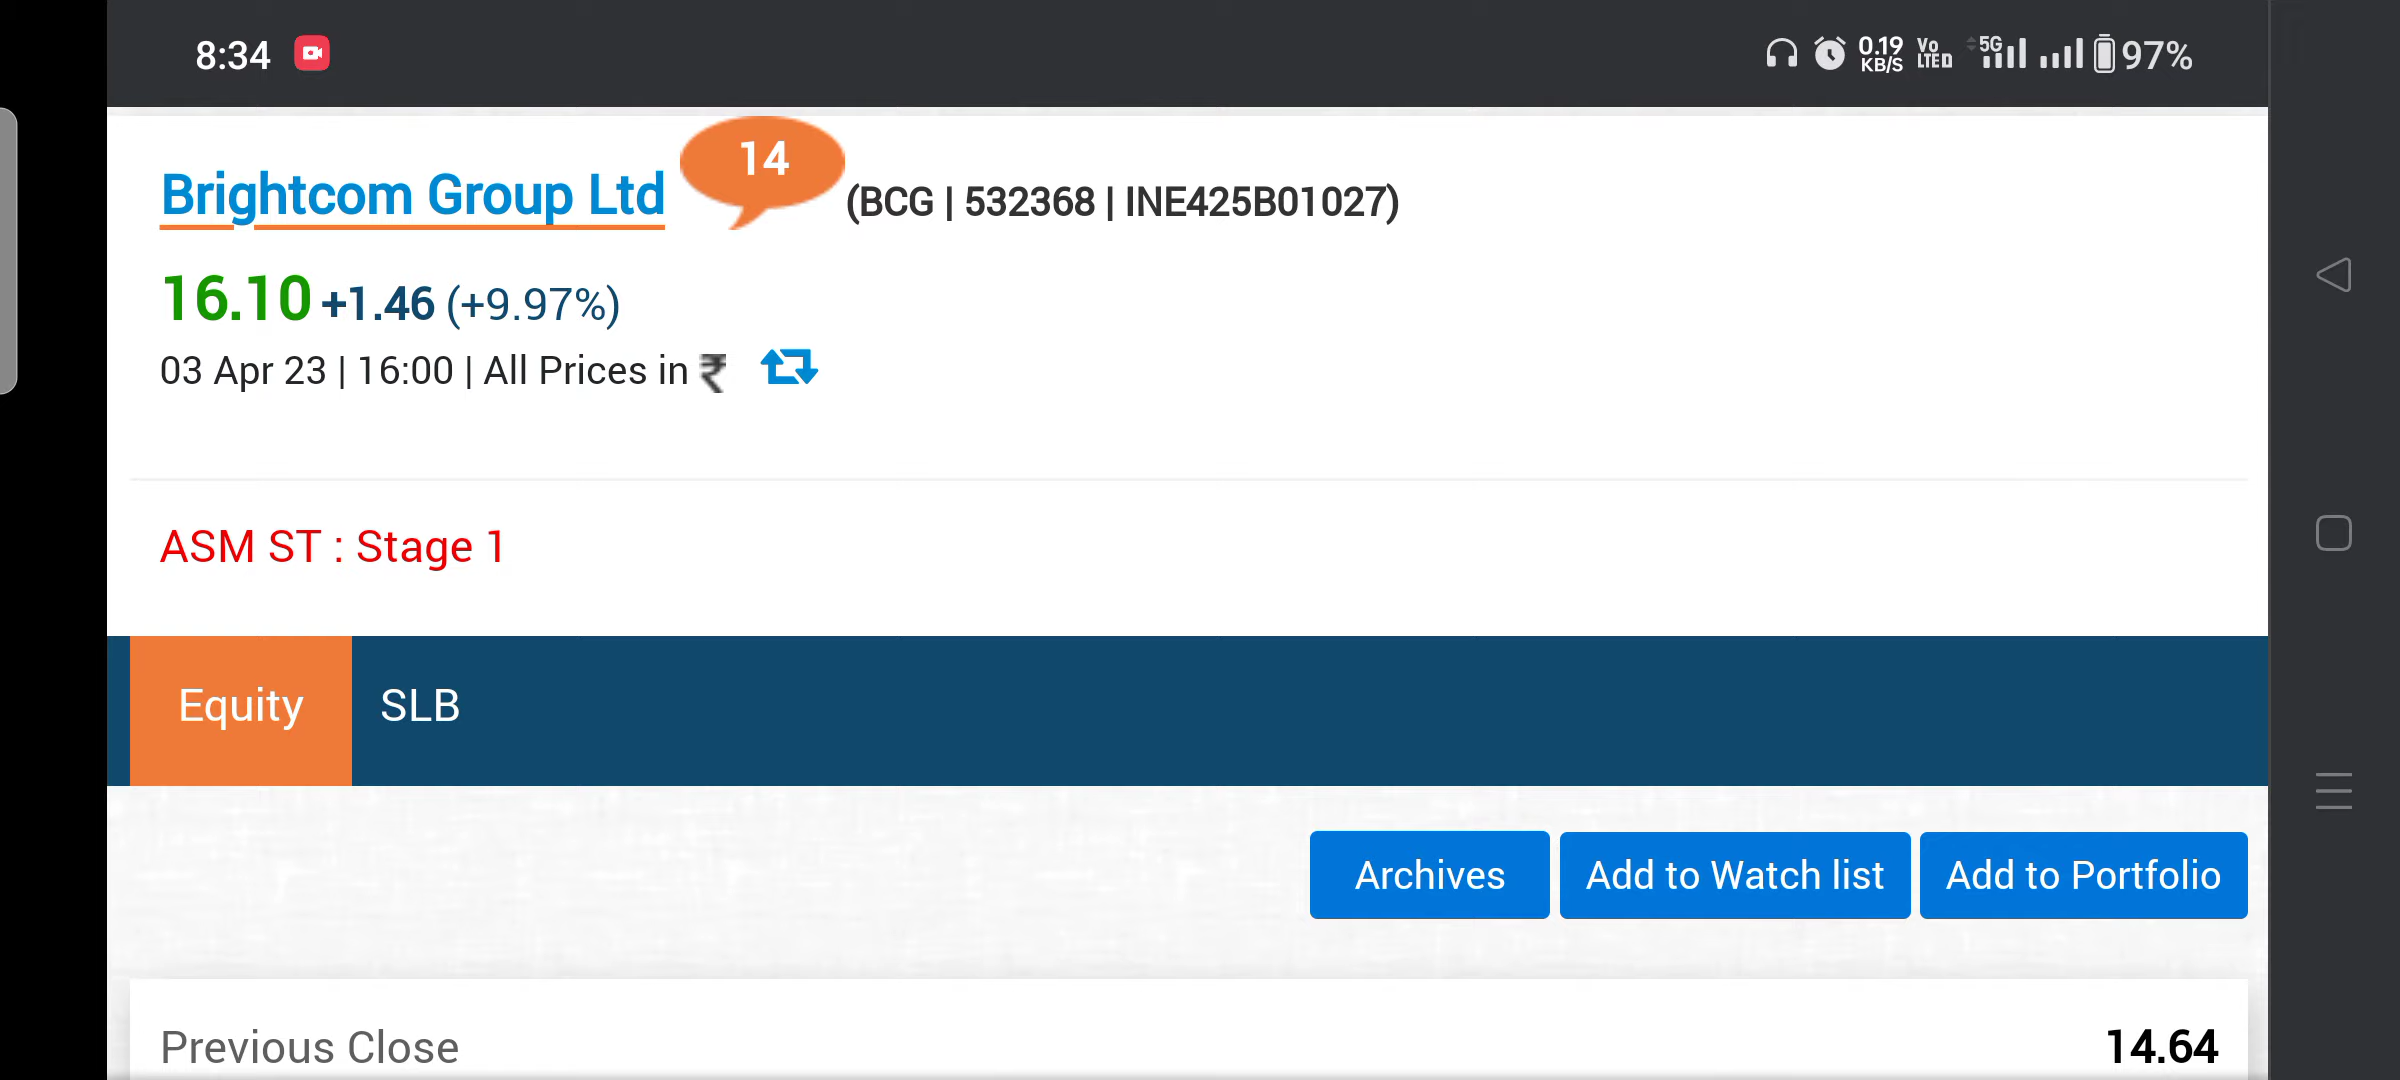 8:34 0.19 KB/S Vo LTED 5G 97%
14
Brightcom Group Ltd (BCG | 532368 | INE425B01027)
16.10 +1.46 (+9.97%)
03 Apr 23 | 16:00 | All Prices in ₹
ASM ST : Stage 1
Equity SLB
Archives Add to Watch list Add to Portfolio
Previous Close 14.64